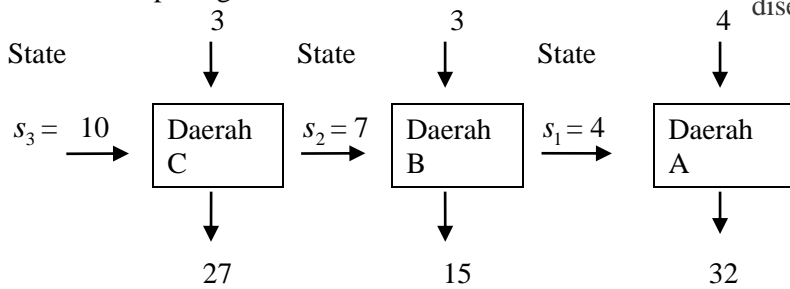 3 3 4
State State State
s₃ = 10 Daerah C s₂ = 7 Daerah B s₁ = 4 Daerah A
27 15 32